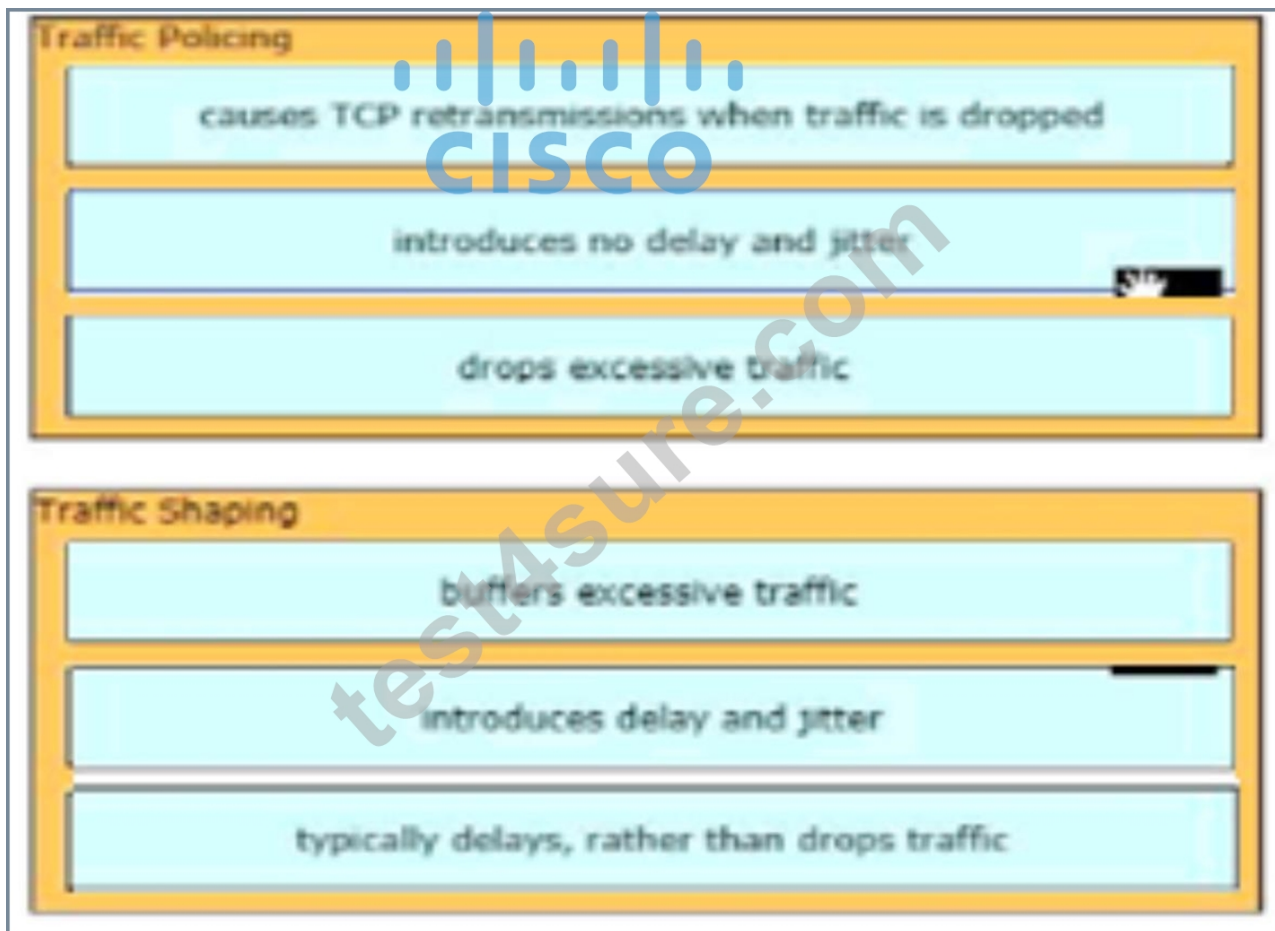 Traffic Policing
causes TCP retransmissions when traffic is dropped
CISCO
introduces no delay and jitter
drops excessive traffic
Traffic Shaping
buffers excessive traffic
introduces delay and jitter
typically delays, rather than drops traffic
test4sure.com